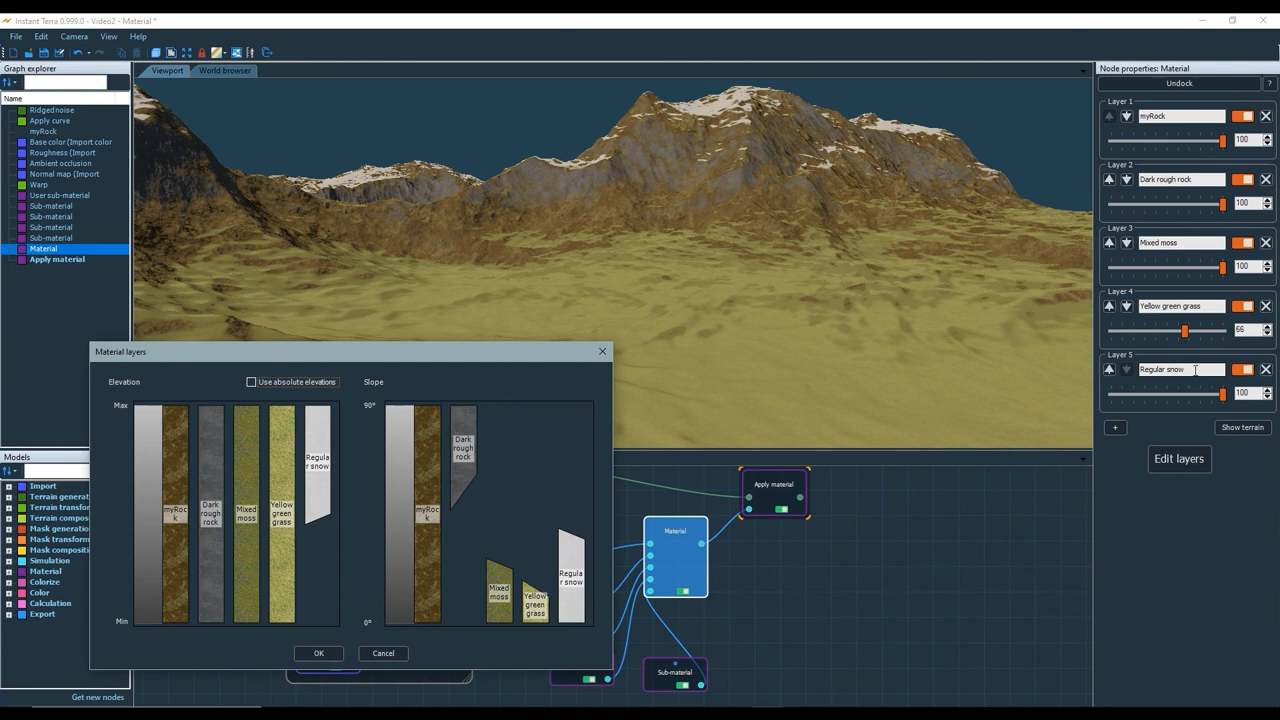 Instant Terra 0.999.0 - Video2 - Material *
File Edit Camera View Help
Graph explorer
Name
Ridged noise
Apply curve
myRock
Base color (Import color
Roughness (Import
Ambient occlusion
Normal map (Import
Warp
User sub-material
Sub-material
Sub-material
Sub-material
Sub-material
Material
Apply material
Viewport World browser
Node properties: Material
Undock ?
Layer 1
myRock
100
Layer 2
Dark rough rock
100
Layer 3
Mixed moss
100
Layer 4
Yellow green grass
66
Layer 5
Regular snow
100
+ Show terrain
Edit layers
Models
Import
Terrain generat
Terrain transfo
Terrain compos
Mask generatio
Mask transform
Mask compositi
Simulation
Material
Colorize
Color
Calculation
Export
Get new nodes
Material layers
Elevation
Use absolute elevations
Slope
Max
Min
myRoc
k
Dark
rough
rock
Mixed
moss
Yellow
green
grass
Regula
r snow
90°
0°
myRoc
k
Dark
rough
rock
Mixed
moss
Yellow
green
grass
Regula
r snow
OK Cancel
Apply material
Material
Sub-material